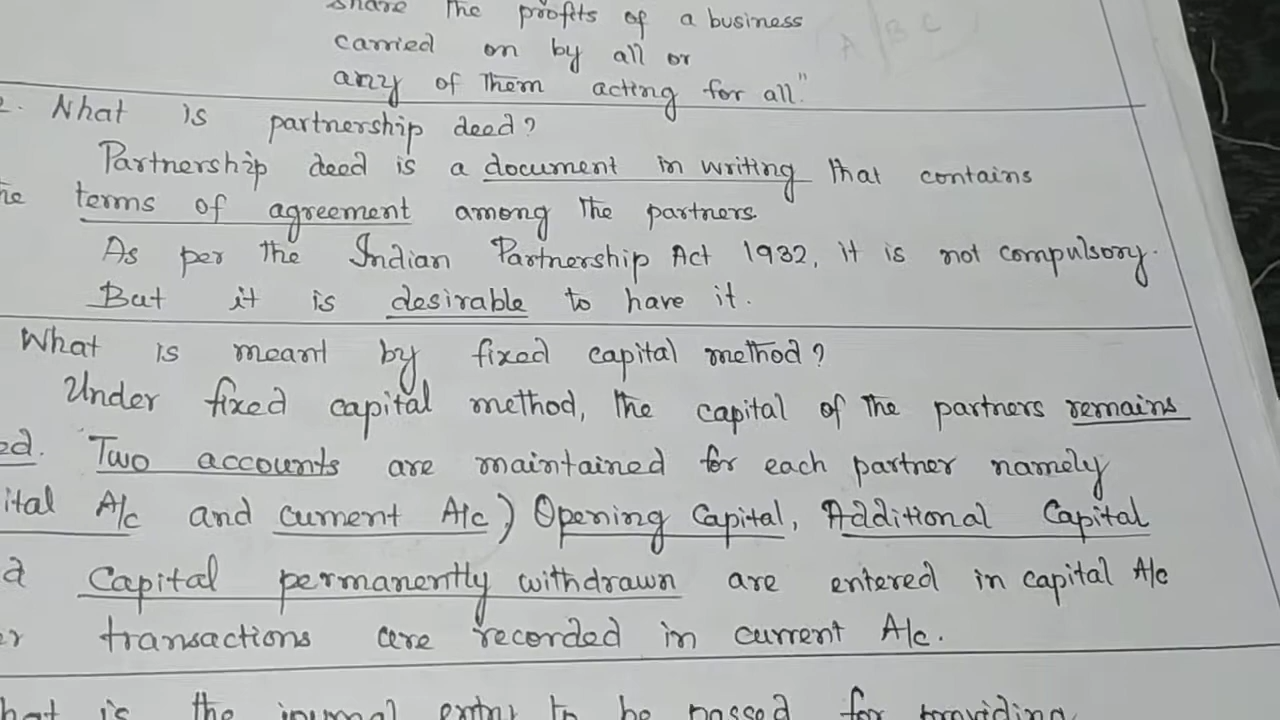 share the profits of a business
carried on by all or
any of them acting for all."
2. What is partnership deed?
Partnership deed is a document in writing that contains
terms of agreement among the partners
As per the Indian Partnership Act 1932, it is not compulsory.
But it is desirable to have it.
What is meant by fixed capital method?
Under fixed capital method, the capital of the partners remains
ed. Two accounts are maintained for each partner namely
ital A/c and current A/c) Opening Capital, Additional Capital
d Capital permanently withdrawn are entered in capital A/c
er transactions are recorded in current A/c.
hat is the journal entry to be passed for providing
A B C